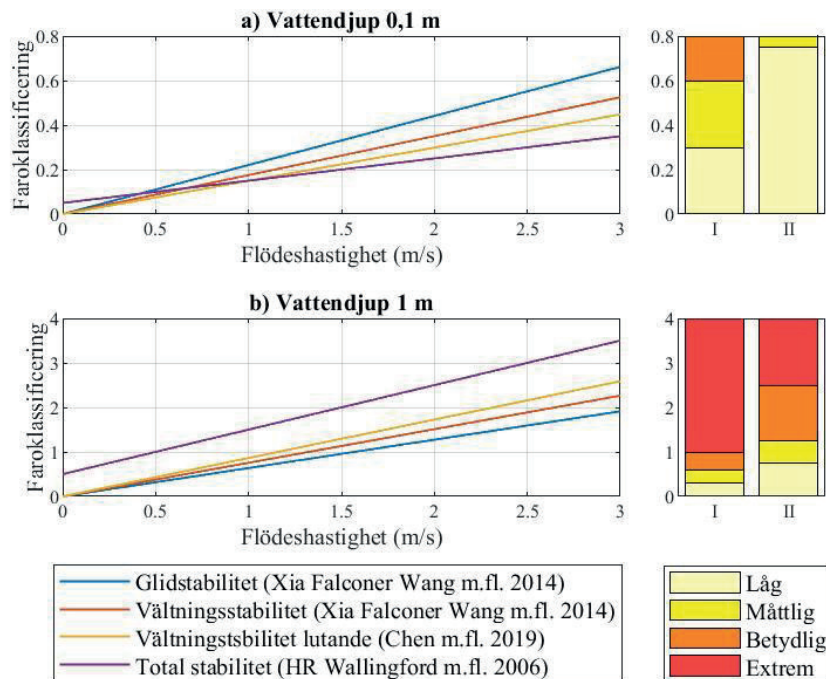 a) Vattendjup 0,1 m
Faroklassificering
0.8
0.6
0.4
0.2
0
0 0.5 1 1.5 2 2.5 3
Flödeshastighet (m/s)
0.8
0.6
0.4
0.2
0
I II
b) Vattendjup 1 m
Faroklassificering
4
3
2
1
0
0 0.5 1 1.5 2 2.5 3
Flödeshastighet (m/s)
4
3
2
1
0
I II
Glidstabilitet (Xia Falconer Wang m.fl. 2014)
Vältningsstabilitet (Xia Falconer Wang m.fl. 2014)
Vältningstsbilitet lutande (Chen m.fl. 2019)
Total stabilitet (HR Wallingford m.fl. 2006)
Låg
Måttlig
Betydlig
Extrem